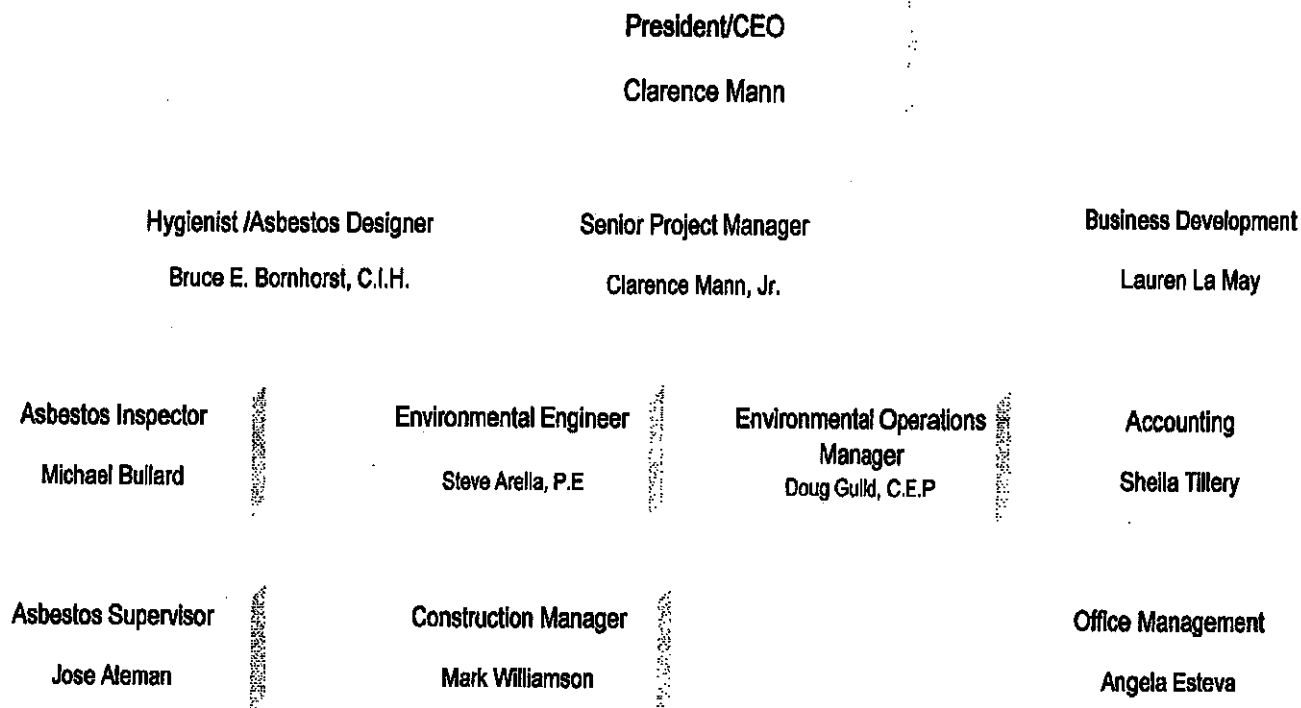 President/CEO
Clarence Mann
Hygienist /Asbestos Designer
Bruce E. Bornhorst, C.I.H.
Senior Project Manager
Clarence Mann, Jr.
Business Development
Lauren La May
Asbestos Inspector
Michael Bullard
Environmental Engineer
Steve Arella, P.E
Environmental Operations
Manager
Doug Guild, C.E.P
Accounting
Sheila Tillery
Asbestos Supervisor
Jose Aleman
Construction Manager
Mark Williamson
Office Management
Angela Esteva